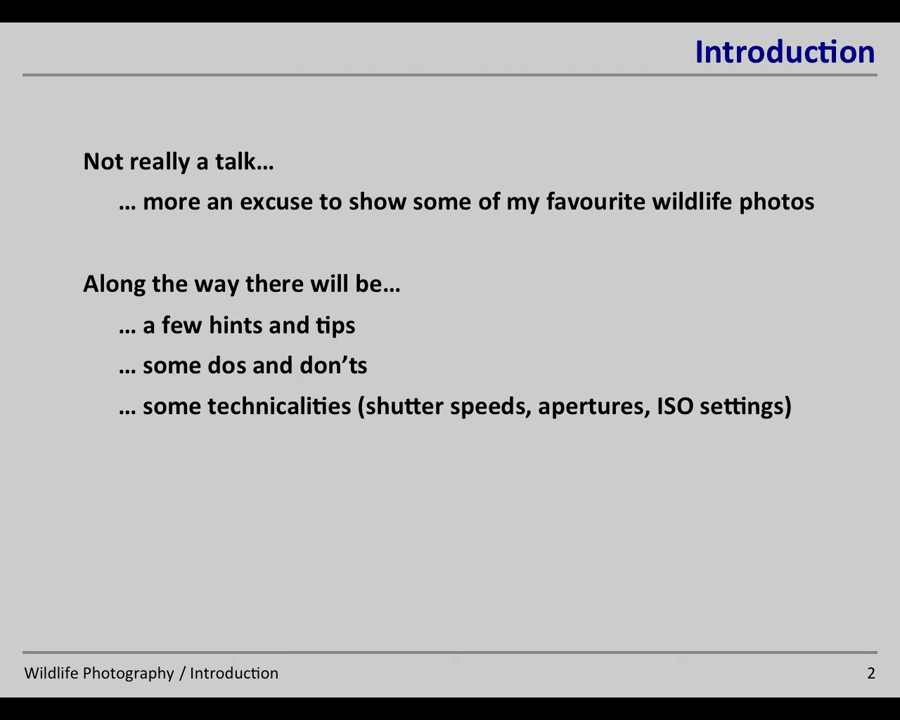 Introduction
Not really a talk…
… more an excuse to show some of my favourite wildlife photos
Along the way there will be…
… a few hints and tips
… some dos and don’ts
… some technicalities (shutter speeds, apertures, ISO settings)
Wildlife Photography / Introduction
2